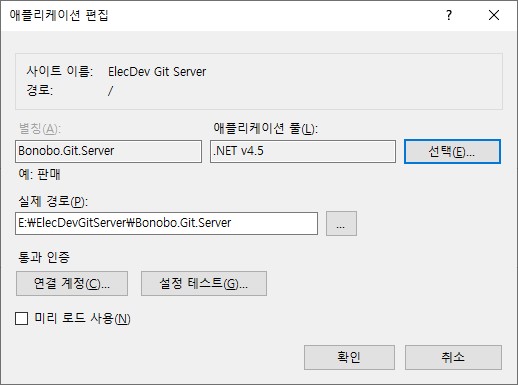 애플리케이션 편집 ? ×
사이트 이름: ElecDev Git Server
경로: /
별칭(A): 애플리케이션 풀(L):
Bonobo.Git.Server .NET v4.5 선택(E)...
예: 판매
실제 경로(P):
E:₩ElecDevGitServer₩Bonobo.Git.Server ...
통과 인증
연결 계정(C)... 설정 테스트(G)...
미리 로드 사용(N)
확인 취소